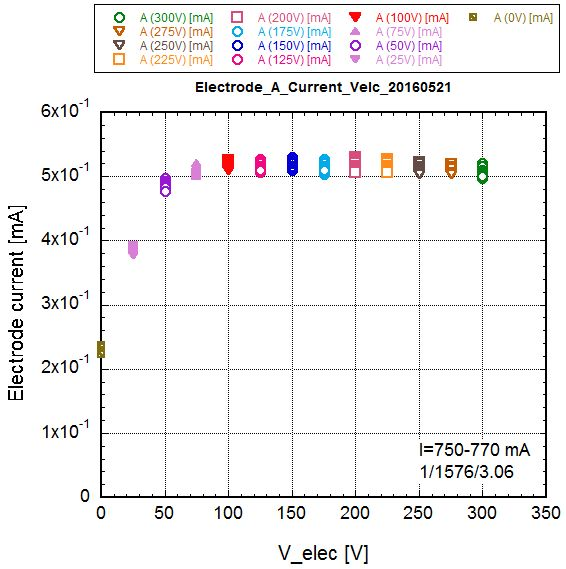 A (300V) [mA] A (200V) [mA] A (100V) [mA] A (0V) [mA]
A (275V) [mA] A (175V) [mA] A (75V) [mA]
A (250V) [mA] A (150V) [mA] A (50V) [mA]
A (225V) [mA] A (125V) [mA] A (25V) [mA]
Electrode_A_Current_Velc_20160521
6x10⁻¹
5x10⁻¹
4x10⁻¹
3x10⁻¹
2x10⁻¹
1x10⁻¹
0
Electrode current [mA]
I=750-770 mA
1/1576/3.06
0 50 100 150 200 250 300 350
V_elec [V]